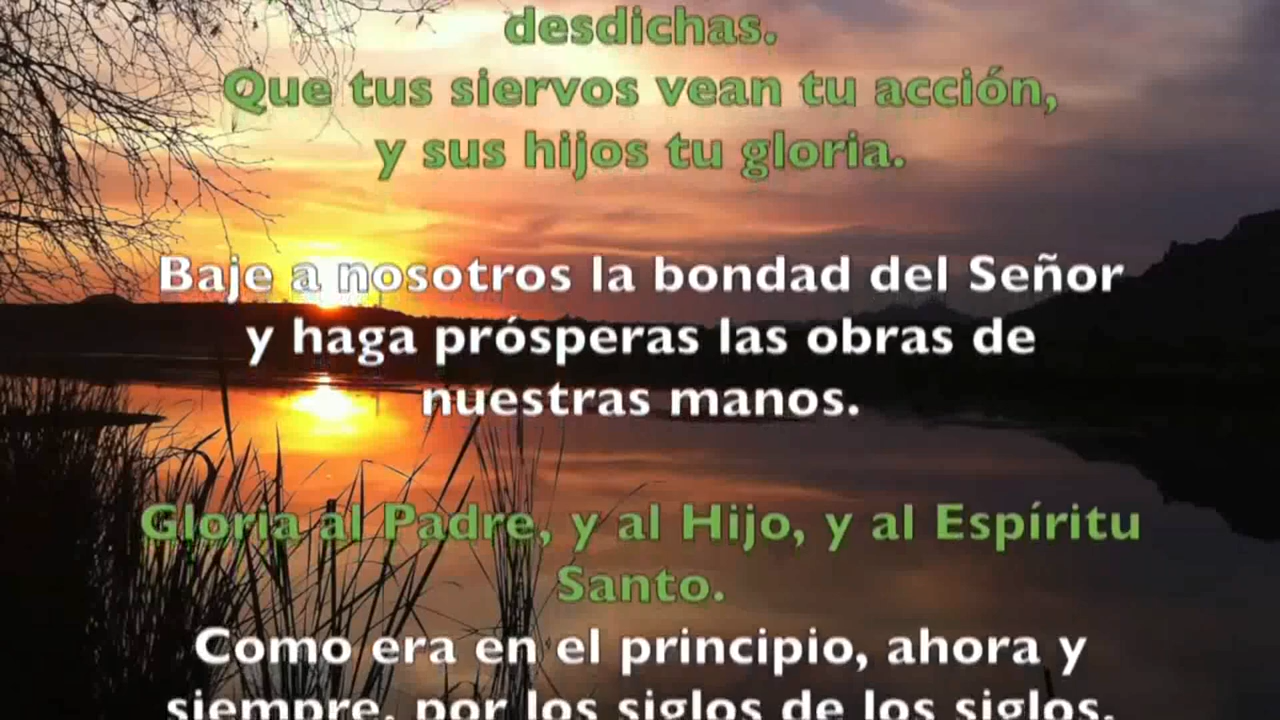 desdichas.
Que tus siervos vean tu acción,
y sus hijos tu gloria.
Baje a nosotros la bondad del Señor
y haga prósperas las obras de
nuestras manos.
Gloria al Padre, y al Hijo, y al Espíritu
Santo.
Como era en el principio, ahora y
siempre, por los siglos de los siglos.